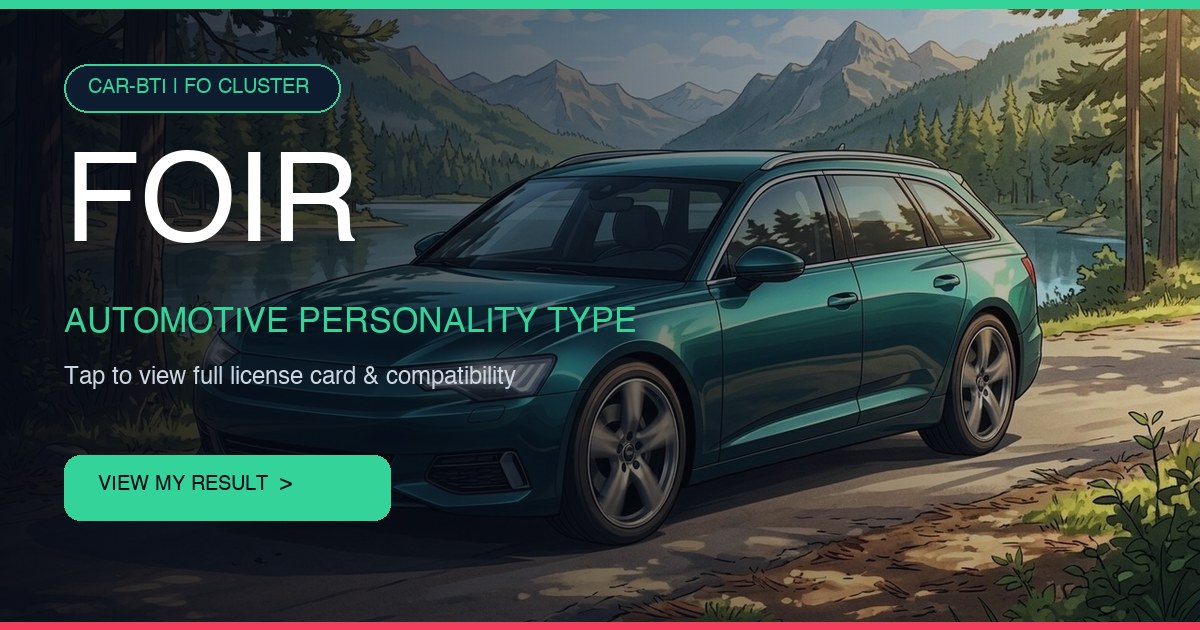 CAR-BTI | FO CLUSTER
FOIR
AUTOMOTIVE PERSONALITY TYPE
Tap to view full license card & compatibility
VIEW MY RESULT >